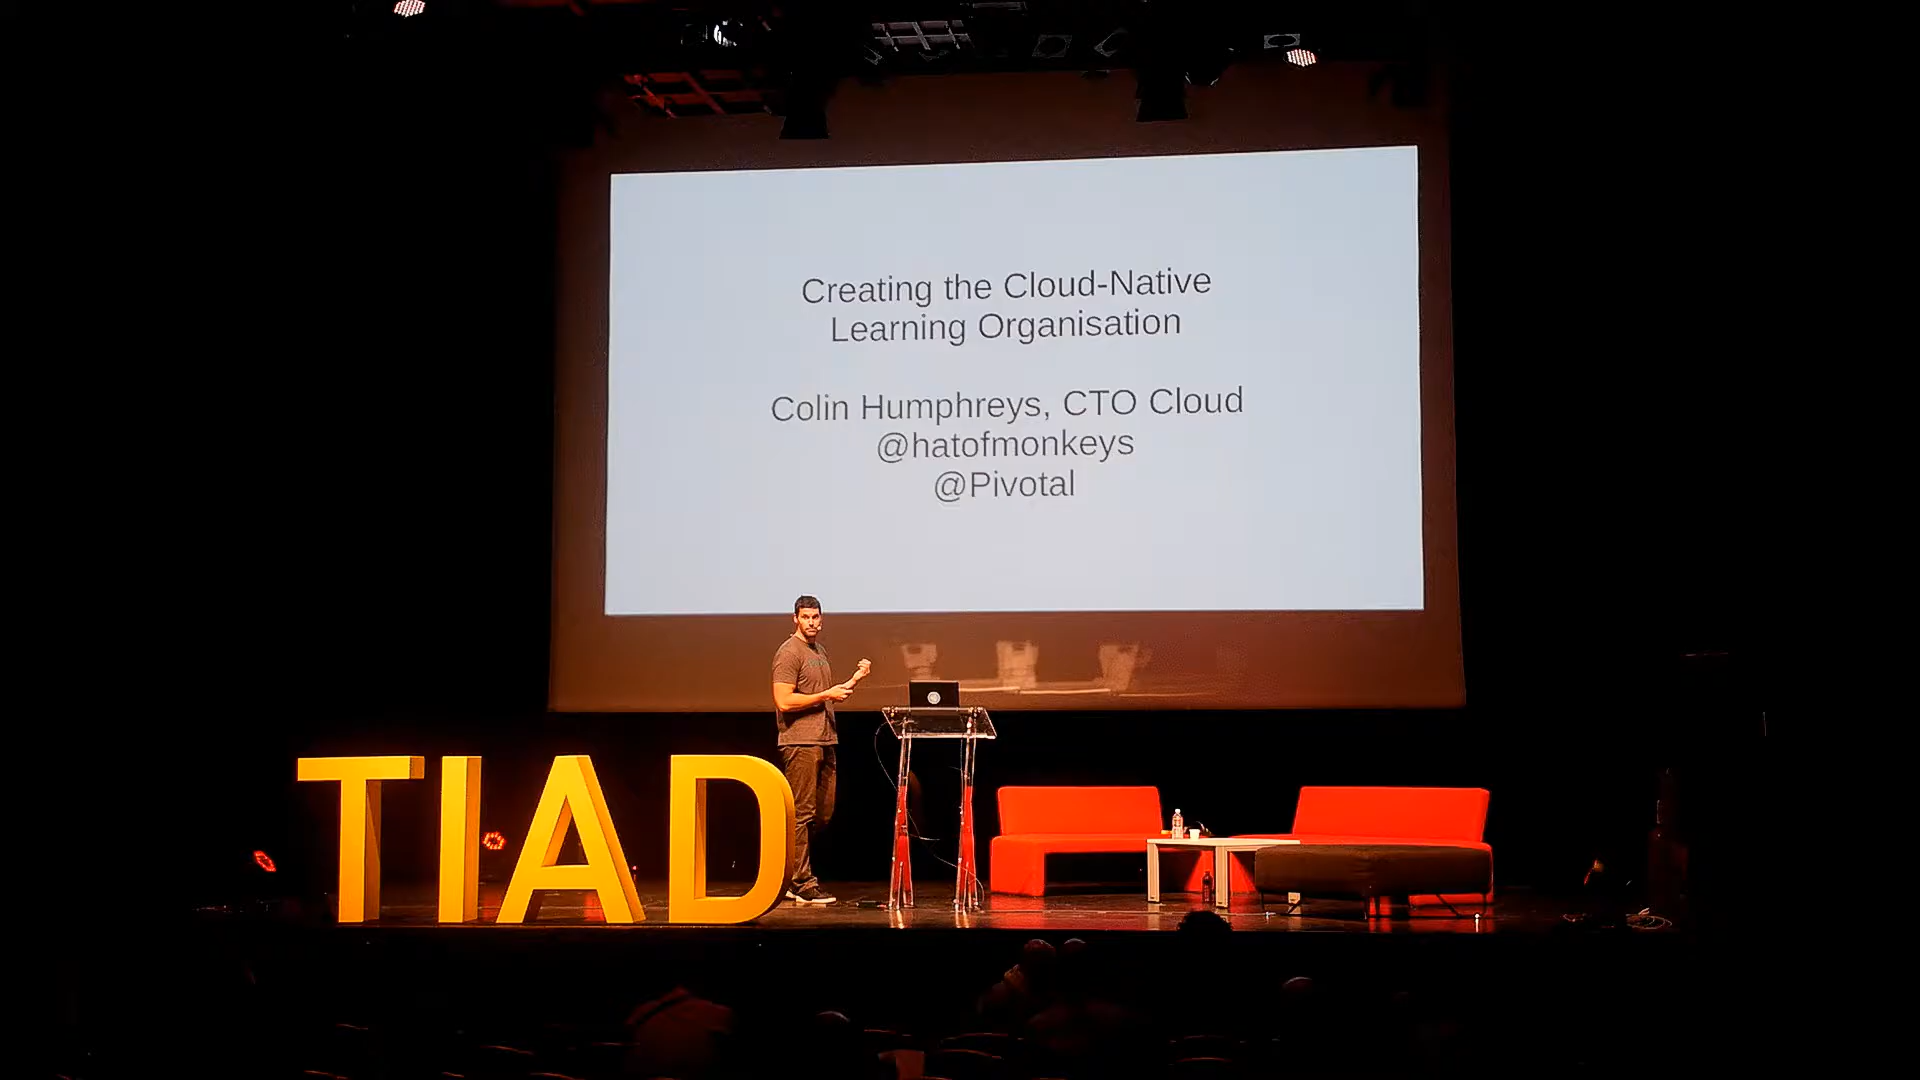 Creating the Cloud-Native
Learning Organisation
Colin Humphreys, CTO Cloud
@hatofmonkeys
@Pivotal
TIAD